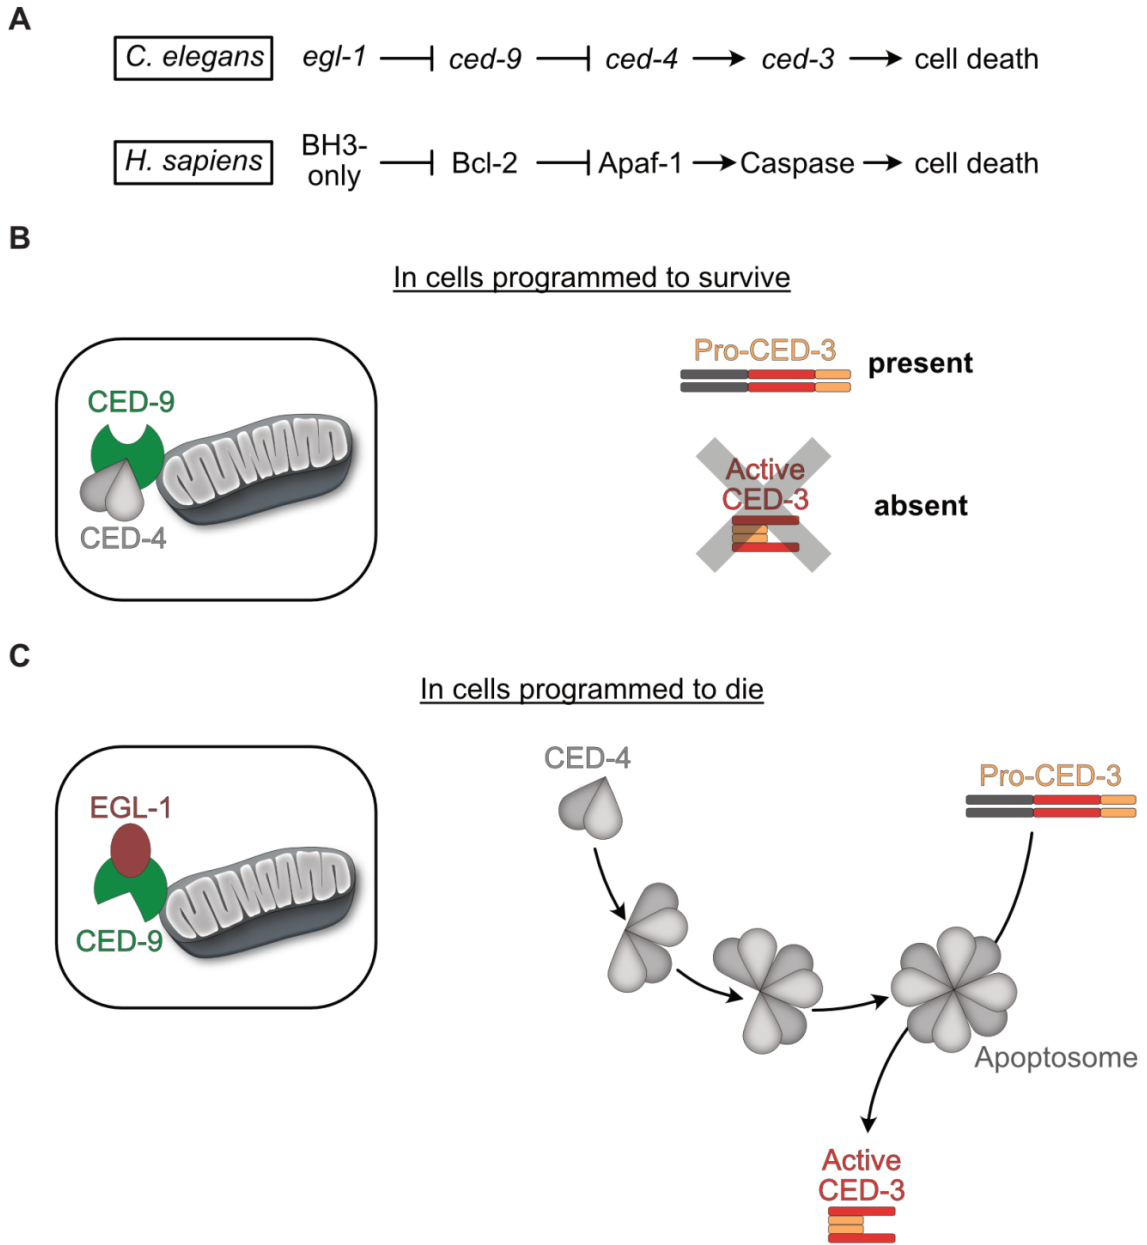 A
C. elegans egl-1 ced-9 ced-4 ced-3 cell death
H. sapiens BH3-only Bcl-2 Apaf-1 Caspase cell death
B
In cells programmed to survive
CED-9
CED-4
Pro-CED-3 present
Active
CED-3
absent
C
In cells programmed to die
EGL-1
CED-9
CED-4
Pro-CED-3
Apoptosome
Active
CED-3